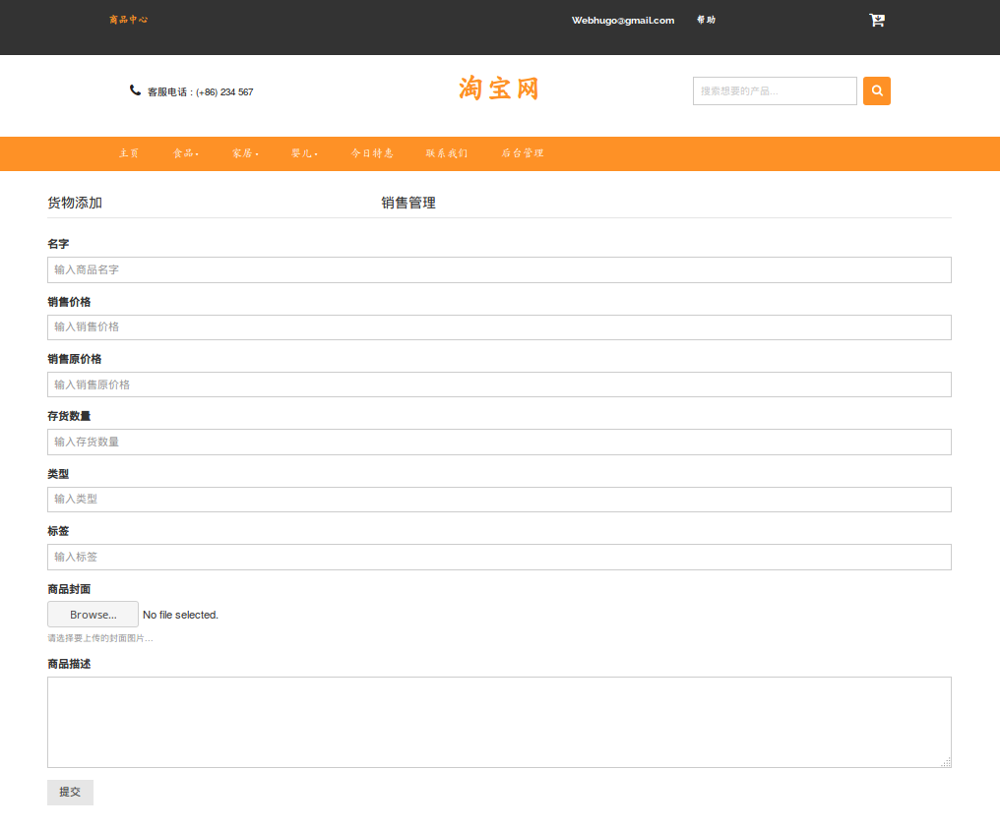 商品中心 Webhugo@gmail.com 帮助
客服电话 : (+86) 234 567 淘宝网 搜索想要的产品...
主页 食品 家居 婴儿 今日特惠 联系我们 后台管理
货物添加 销售管理
名字
输入商品名字
销售价格
输入销售价格
销售原价格
输入销售原价格
存货数量
输入存货数量
类型
输入类型
标签
输入标签
商品封面
Browse... No file selected.
请选择要上传的封面图片...
商品描述
提交